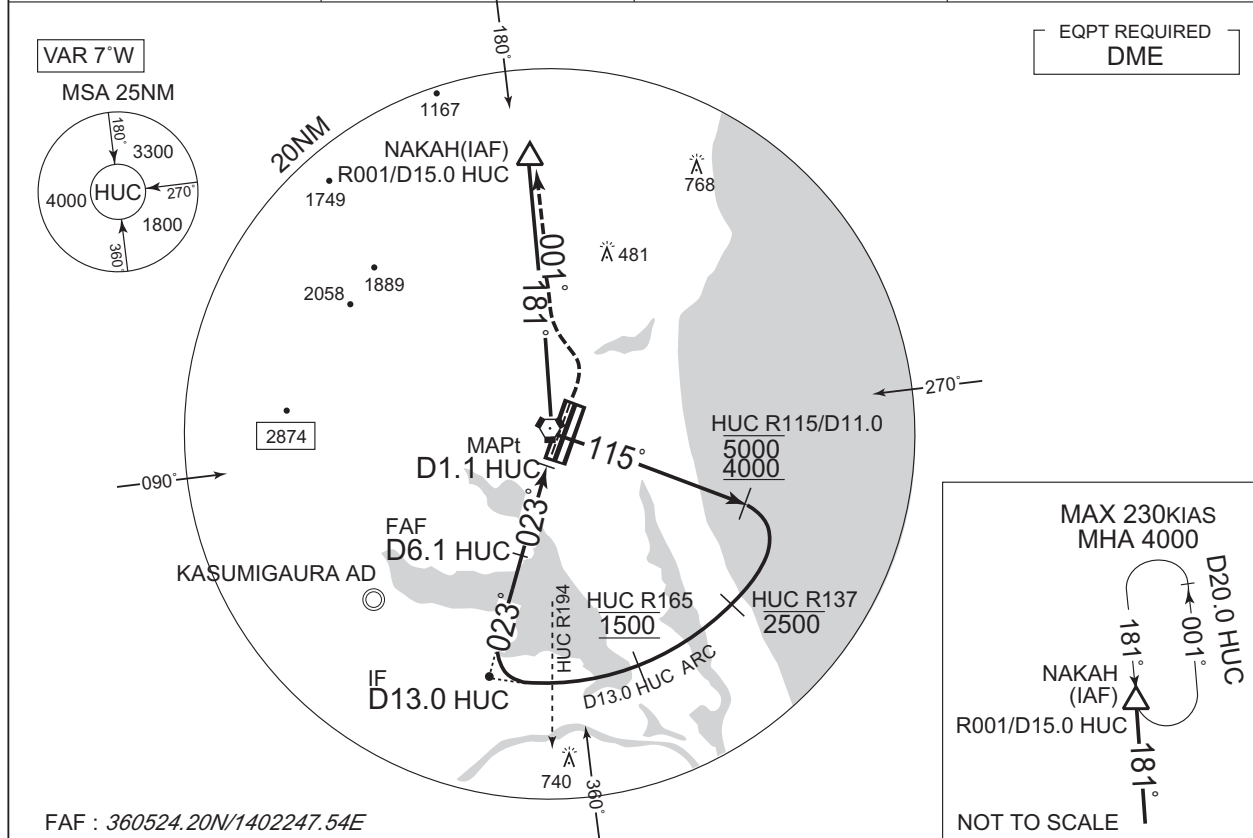 180°
VAR 7°W
EQPT REQUIRED
DME
MSA 25NM
180°
3300
4000
HUC
270°
1800
360°
20NM
1167
NAKAH(IAF)
R001/D15.0 HUC
1749
768
481
001°
181°
1889
2058
270°
2874
HUC R115/D11.0
5000
4000
115°
MAPt
D1.1 HUC
090°
023°
FAF
D6.1 HUC
KASUMIGAURA AD
023°
HUC R194
HUC R165
1500
HUC R137
2500
D13.0 HUC ARC
IF
D13.0 HUC
740
360°
FAF : 360524.20N/1402247.54E
MAX 230KIAS
MHA 4000
D20.0 HUC
181°
001°
NAKAH
(IAF)
R001/D15.0 HUC
181°
NOT TO SCALE